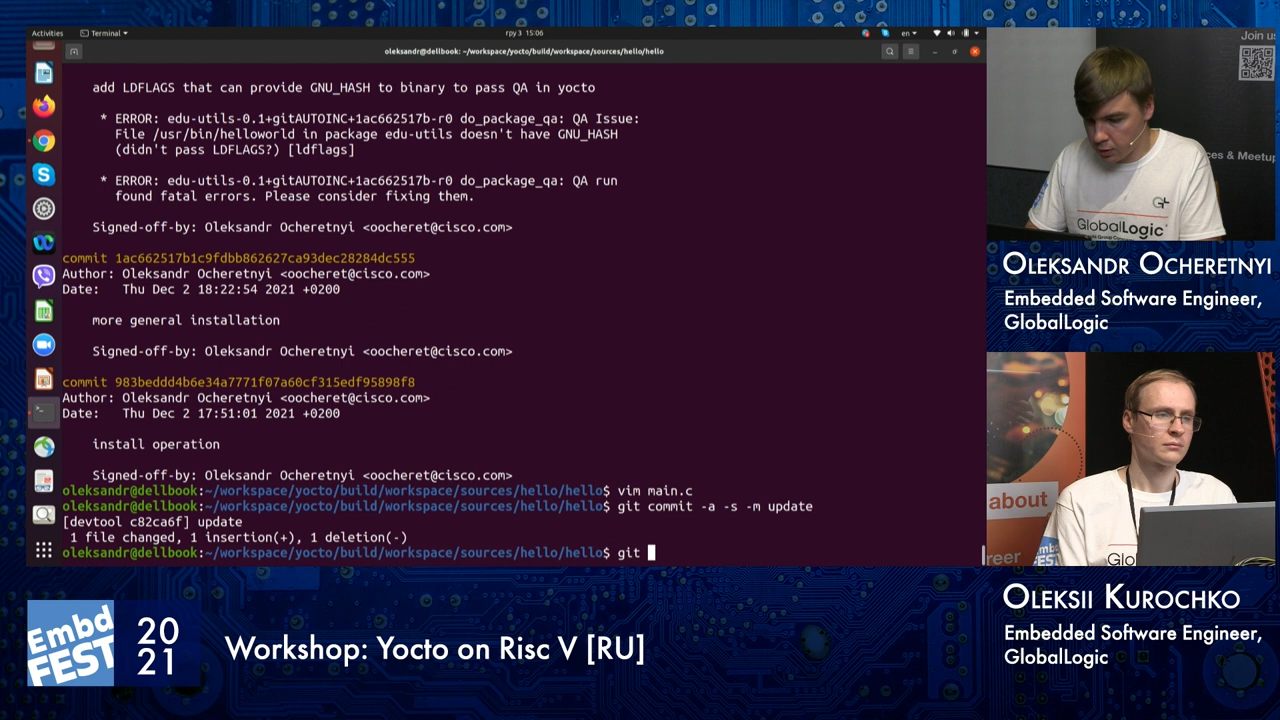 Activities
Terminal
гру 3 15:06
en
oleksandr@dellbook: ~/workspace/yocto/build/workspace/sources/hello/hello
add LDFLAGS that can provide GNU_HASH to binary to pass QA in yocto
* ERROR: edu-utils-0.1+gitAUTOINC+1ac662517b-r0 do_package_qa: QA Issue:
File /usr/bin/helloworld in package edu-utils doesn't have GNU_HASH
(didn't pass LDFLAGS?) [ldflags]
* ERROR: edu-utils-0.1+gitAUTOINC+1ac662517b-r0 do_package_qa: QA run
found fatal errors. Please consider fixing them.
Signed-off-by: Oleksandr Ocheretnyi <oocheret@cisco.com>
commit 1ac662517b1c9fdbb862627ca93dec28284dc555
Author: Oleksandr Ocheretnyi <oocheret@cisco.com>
Date: Thu Dec 2 18:22:54 2021 +0200
more general installation
Signed-off-by: Oleksandr Ocheretnyi <oocheret@cisco.com>
commit 983beddd4b6e34a7771f07a60cf315edf95898f8
Author: Oleksandr Ocheretnyi <oocheret@cisco.com>
Date: Thu Dec 2 17:51:01 2021 +0200
install operation
Signed-off-by: Oleksandr Ocheretnyi <oocheret@cisco.com>
oleksandr@dellbook:~/workspace/yocto/build/workspace/sources/hello/hello$ vim main.c
oleksandr@dellbook:~/workspace/yocto/build/workspace/sources/hello/hello$ git commit -a -s -m update
[devtool c82ca6f] update
1 file changed, 1 insertion(+), 1 deletion(-)
oleksandr@dellbook:~/workspace/yocto/build/workspace/sources/hello/hello$ git
Join us
ces & Meetup
G+
GlobalLogic
Oleksandr Ocheretnyi
Embedded Software Engineer,
GlobalLogic
about
Oleksii Kurochko
Embedded Software Engineer,
GlobalLogic
Embd
FEST
20
21
Workshop: Yocto on Risc V [RU]